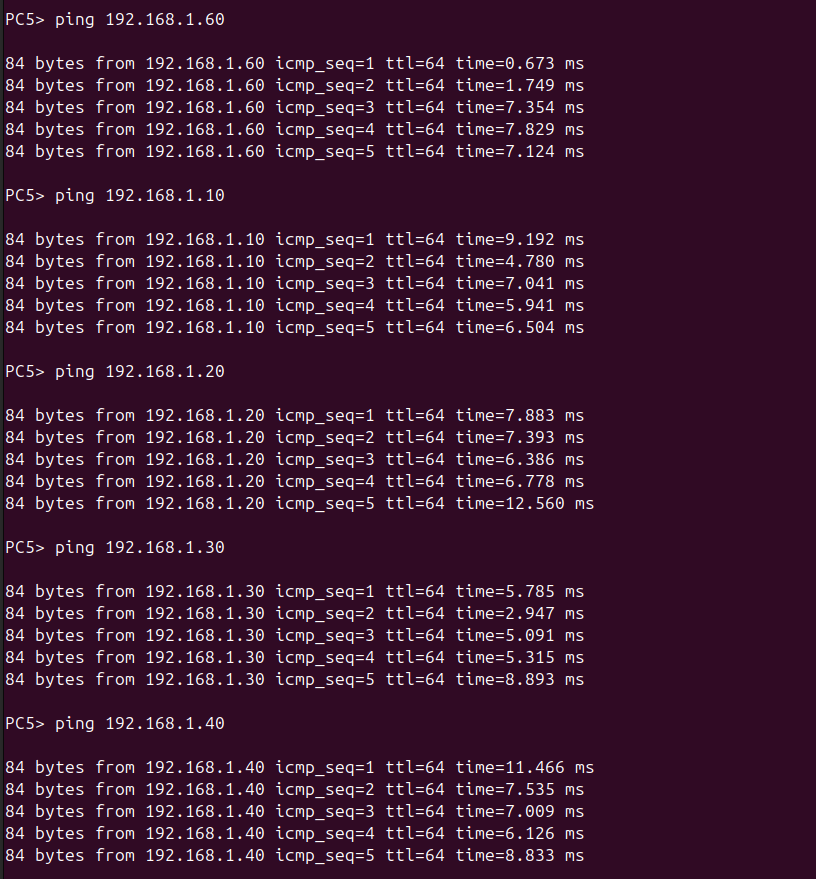 PC5> ping 192.168.1.60
84 bytes from 192.168.1.60 icmp_seq=1 ttl=64 time=0.673 ms
84 bytes from 192.168.1.60 icmp_seq=2 ttl=64 time=1.749 ms
84 bytes from 192.168.1.60 icmp_seq=3 ttl=64 time=7.354 ms
84 bytes from 192.168.1.60 icmp_seq=4 ttl=64 time=7.829 ms
84 bytes from 192.168.1.60 icmp_seq=5 ttl=64 time=7.124 ms
PC5> ping 192.168.1.10
84 bytes from 192.168.1.10 icmp_seq=1 ttl=64 time=9.192 ms
84 bytes from 192.168.1.10 icmp_seq=2 ttl=64 time=4.780 ms
84 bytes from 192.168.1.10 icmp_seq=3 ttl=64 time=7.041 ms
84 bytes from 192.168.1.10 icmp_seq=4 ttl=64 time=5.941 ms
84 bytes from 192.168.1.10 icmp_seq=5 ttl=64 time=6.504 ms
PC5> ping 192.168.1.20
84 bytes from 192.168.1.20 icmp_seq=1 ttl=64 time=7.883 ms
84 bytes from 192.168.1.20 icmp_seq=2 ttl=64 time=7.393 ms
84 bytes from 192.168.1.20 icmp_seq=3 ttl=64 time=6.386 ms
84 bytes from 192.168.1.20 icmp_seq=4 ttl=64 time=6.778 ms
84 bytes from 192.168.1.20 icmp_seq=5 ttl=64 time=12.560 ms
PC5> ping 192.168.1.30
84 bytes from 192.168.1.30 icmp_seq=1 ttl=64 time=5.785 ms
84 bytes from 192.168.1.30 icmp_seq=2 ttl=64 time=2.947 ms
84 bytes from 192.168.1.30 icmp_seq=3 ttl=64 time=5.091 ms
84 bytes from 192.168.1.30 icmp_seq=4 ttl=64 time=5.315 ms
84 bytes from 192.168.1.30 icmp_seq=5 ttl=64 time=8.893 ms
PC5> ping 192.168.1.40
84 bytes from 192.168.1.40 icmp_seq=1 ttl=64 time=11.466 ms
84 bytes from 192.168.1.40 icmp_seq=2 ttl=64 time=7.535 ms
84 bytes from 192.168.1.40 icmp_seq=3 ttl=64 time=7.009 ms
84 bytes from 192.168.1.40 icmp_seq=4 ttl=64 time=6.126 ms
84 bytes from 192.168.1.40 icmp_seq=5 ttl=64 time=8.833 ms